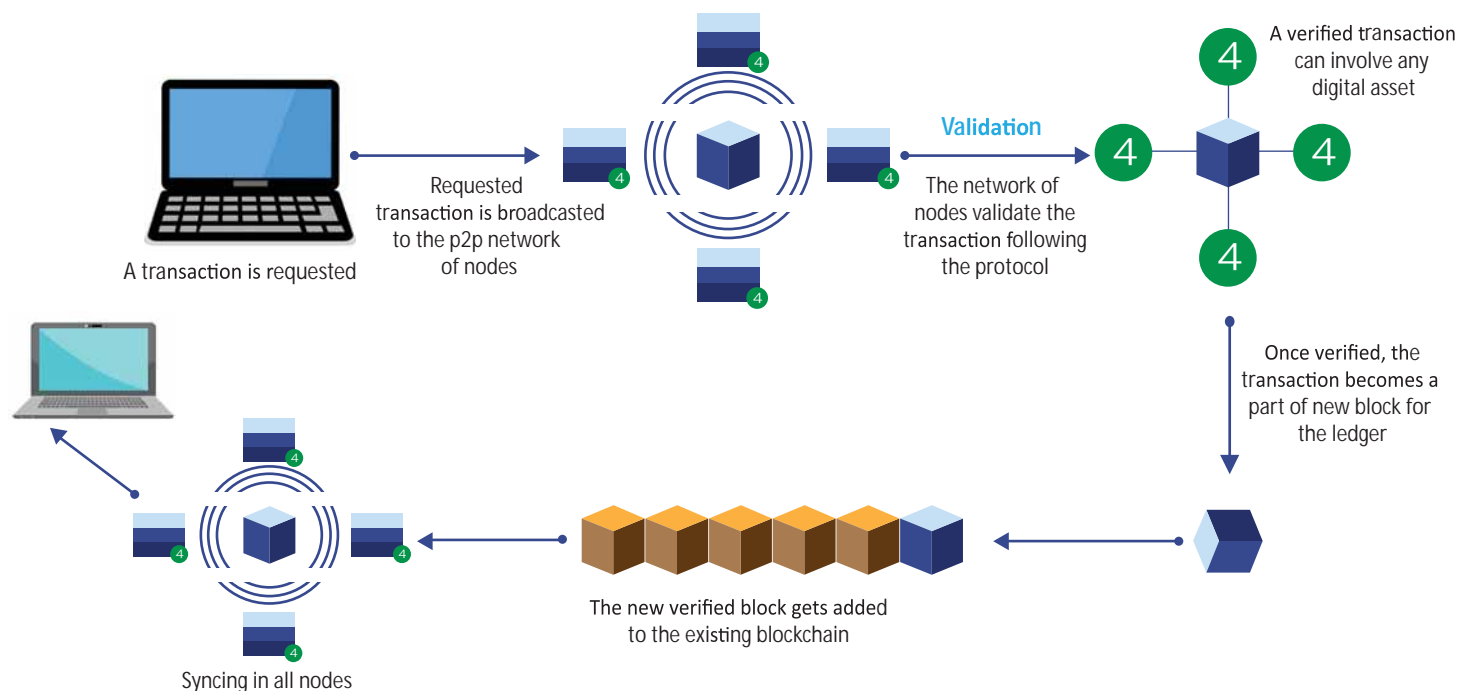 A transaction is requested
Requested
transaction is broadcasted
to the p2p network
of nodes
4
4
4
4
Validation
The network of
nodes validate the
transaction following
the protocol
4
4
4
4
A verified transaction
can involve any
digital asset
Once verified, the
transaction becomes a
part of new block for
the ledger
The new verified block gets added
to the existing blockchain
4
4
4
4
Syncing in all nodes